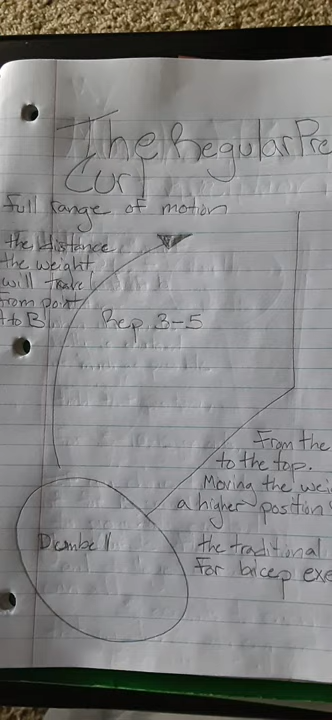 The Regular Pre
Curl
full range of motion
the distance
the weight
will travel
from point
A to B
Rep 3-5
From the
to the top.
Moving the wei
a higher position
Dumbell
the traditional
For bicep exe